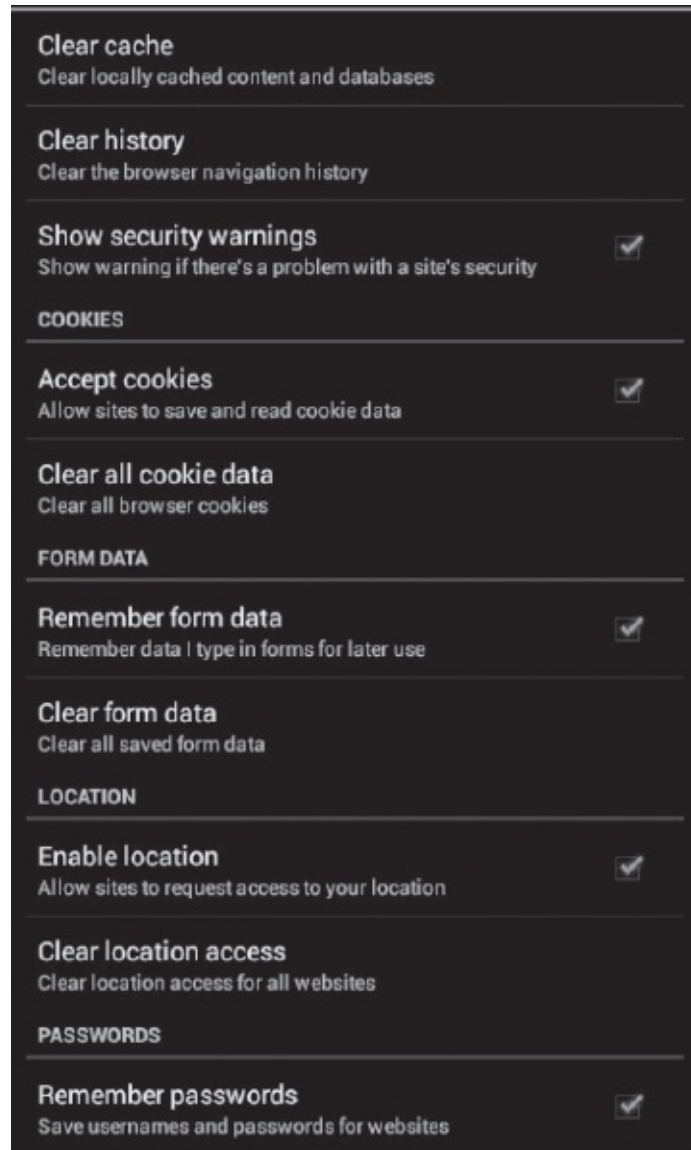 Clear cache
Clear locally cached content and databases
Clear history
Clear the browser navigation history
Show security warnings
Show warning if there's a problem with a site's security
COOKIES
Accept cookies
Allow sites to save and read cookie data
Clear all cookie data
Clear all browser cookies
FORM DATA
Remember form data
Remember data I type in forms for later use
Clear form data
Clear all saved form data
LOCATION
Enable location
Allow sites to request access to your location
Clear location access
Clear location access for all websites
PASSWORDS
Remember passwords
Save usernames and passwords for websites